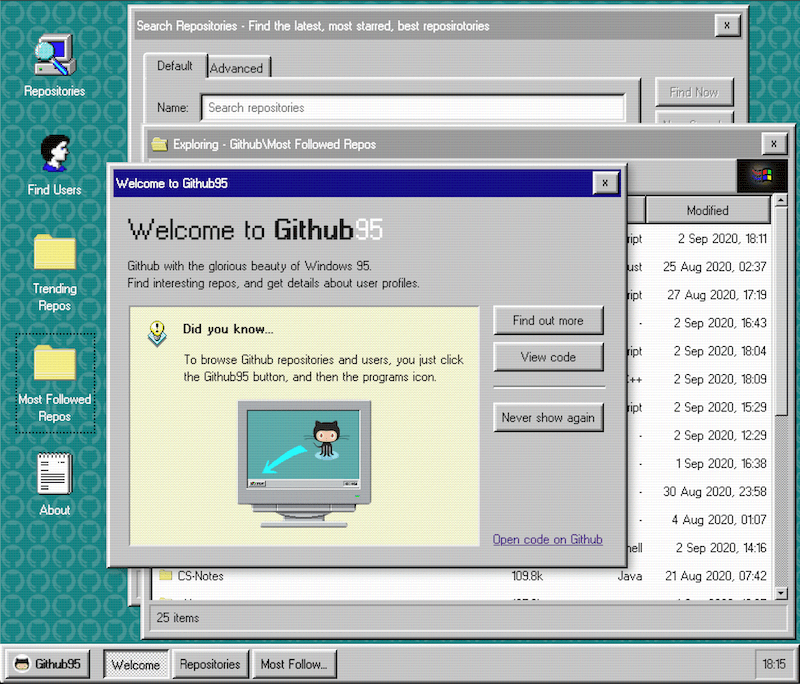 Search Repositories - Find the latest, most starred, best reposirotories
x
Repositories
Default
Advanced
Name:
Search repositories
Find Now
Exploring - Github\Most Followed Repos
x
Find Users
Welcome to Github95
x
Modified
Welcome to Github95
Github with the glorious beauty of Windows 95.
Find interesting repos, and get details about user profiles.
Trending
Repos
Did you know...
To browse Github repositories and users, you just click
the Github95 button, and then the programs icon.
Find out more
View code
Never show again
Open code on Github
Most Followed
Repos
About
ript 2 Sep 2020, 18:11
ust 25 Aug 2020, 02:37
ript 27 Aug 2020, 17:19
- 2 Sep 2020, 16:43
ript 2 Sep 2020, 18:04
C++ 2 Sep 2020, 18:09
ript 2 Sep 2020, 15:29
- 2 Sep 2020, 12:29
- 1 Sep 2020, 16:38
- 30 Aug 2020, 23:58
- 4 Aug 2020, 01:07
hell 2 Sep 2020, 14:16
CS-Notes 109.8k Java 21 Aug 2020, 07:42
25 items
Github95
Welcome
Repositories
Most Follow...
18:15